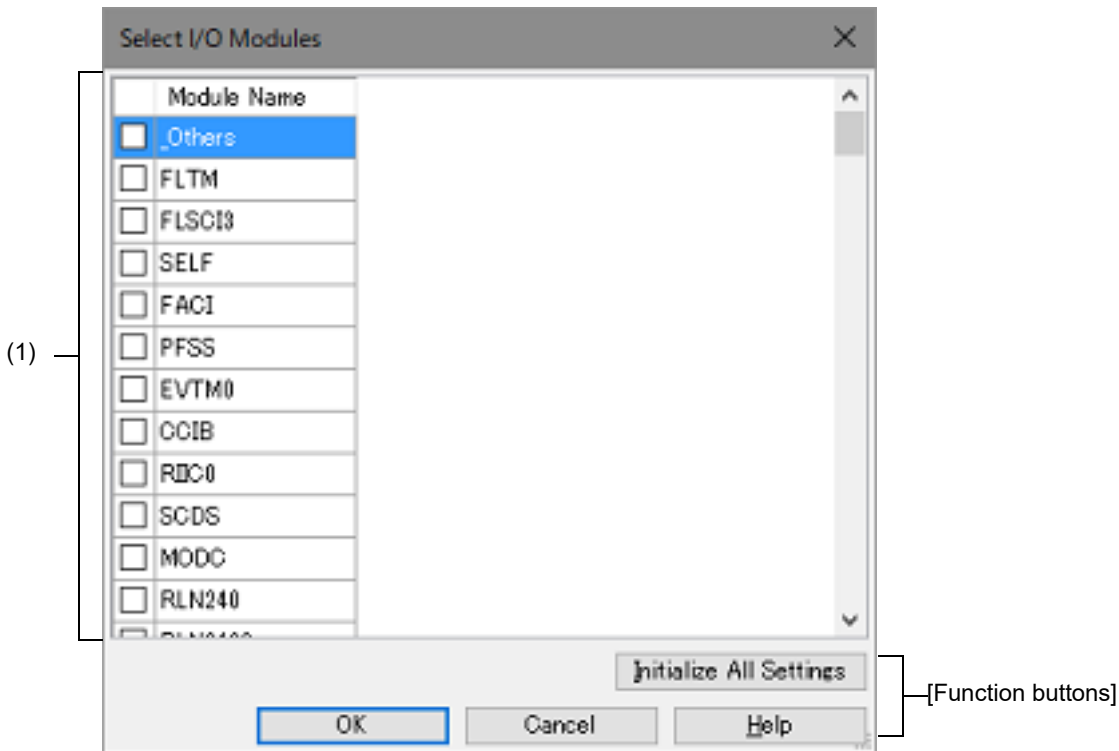 Select I/O Modules
Module Name
_Others
FLTM
FLSCI3
SELF
FACI
PFSS
EVTM0
CCIB
RIIC0
SCDS
MODC
RLN240
(1)
Initialize All Settings
[Function buttons]
OK Cancel Help